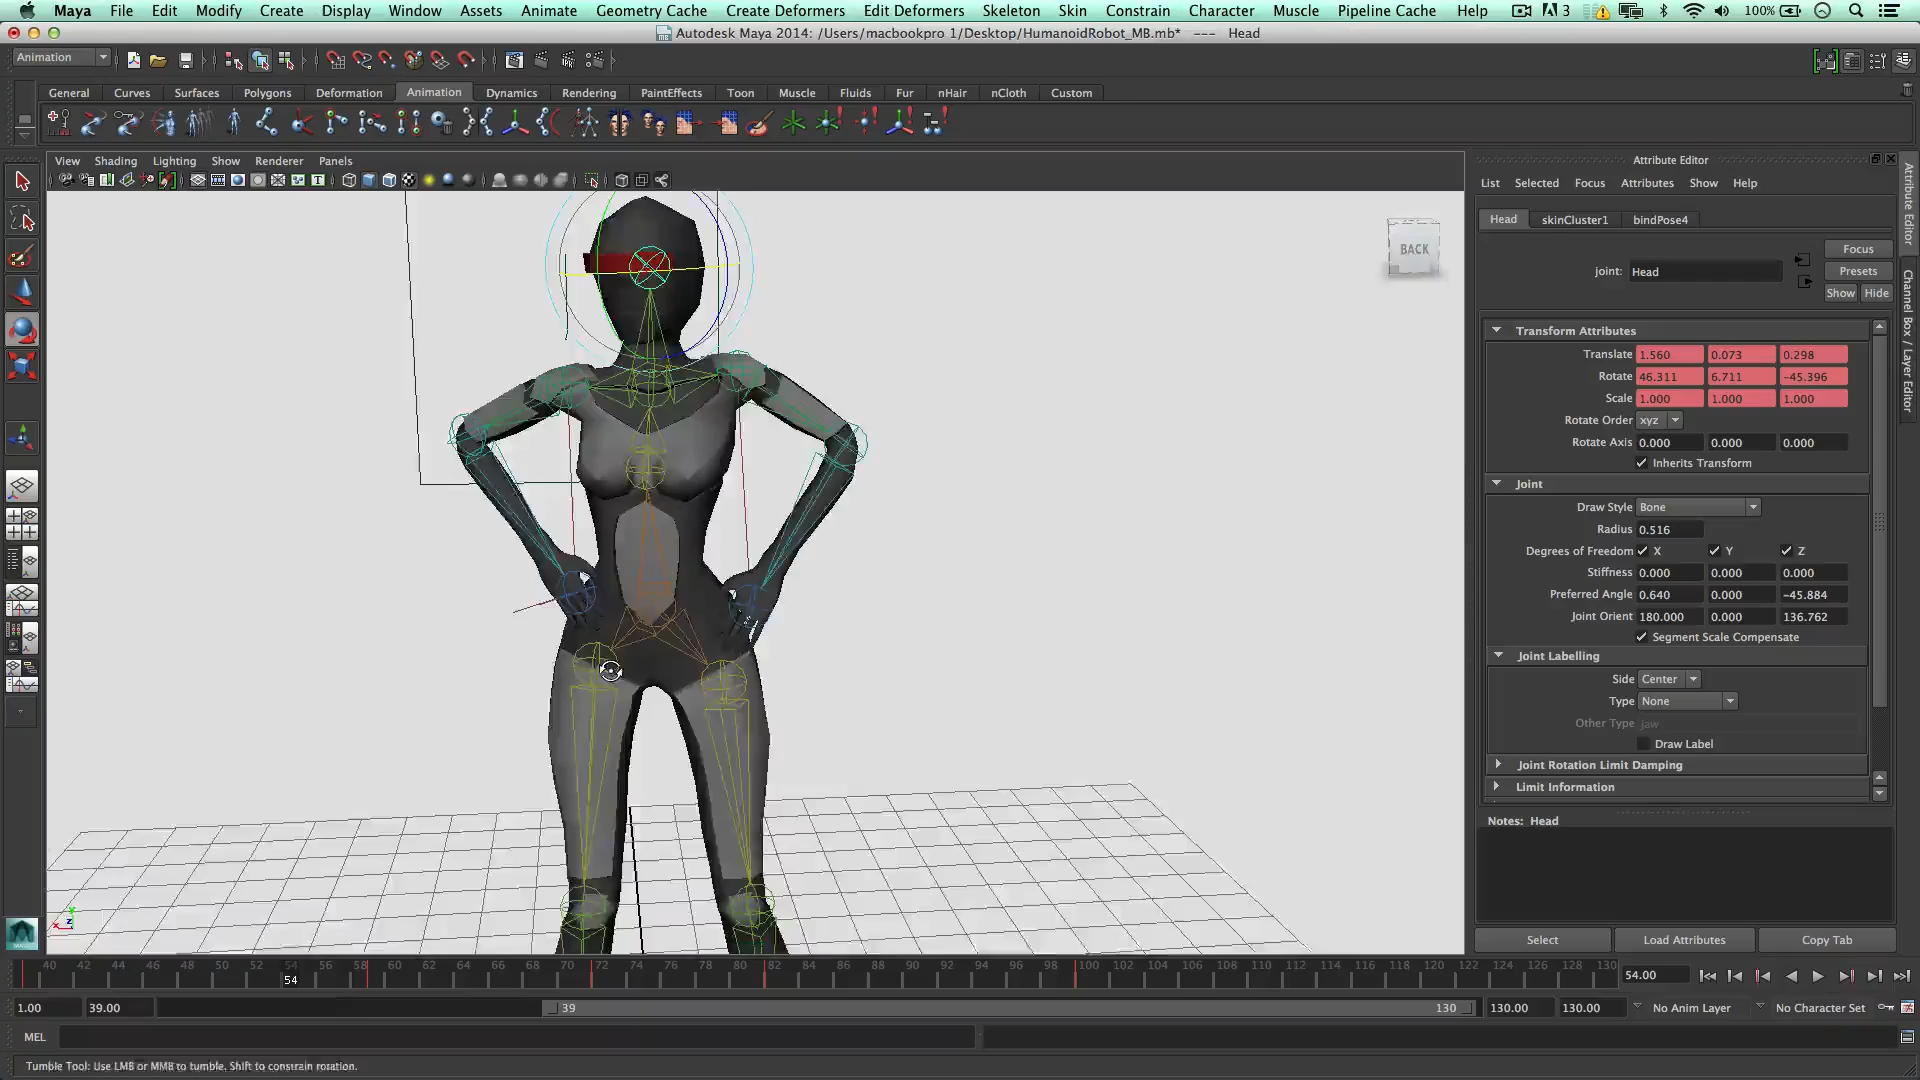 Maya File Edit Modify Create Display Window Assets Animate Geometry Cache Create Deformers Edit Deformers Skeleton Skin Constrain Character Muscle Pipeline Cache Help 3 100%
Autodesk Maya 2014: /Users/macbookpro 1/Desktop/HumanoidRobot_MB.mb* --- Head
Animation
General Curves Surfaces Polygons Deformation Animation Dynamics Rendering PaintEffects Toon Muscle Fluids Fur nHair nCloth Custom
View Shading Lighting Show Renderer Panels
BACK
Attribute Editor
List Selected Focus Attributes Show Help
Head skinCluster1 bindPose4
joint: Head
Focus
Presets
Show Hide
Transform Attributes
Translate 1.560 0.073 0.298
Rotate 46.311 6.711 -45.396
Scale 1.000 1.000 1.000
Rotate Order xyz
Rotate Axis 0.000 0.000 0.000
Inherits Transform
Joint
Draw Style Bone
Radius 0.516
Degrees of Freedom X Y Z
Stiffness 0.000 0.000 0.000
Preferred Angle 0.640 0.000 -45.884
Joint Orient 180.000 0.000 136.762
Segment Scale Compensate
Joint Labelling
Side Center
Type None
Other Type jaw
Draw Label
Joint Rotation Limit Damping
Limit Information
Notes: Head
Select Load Attributes Copy Tab
Attribute Editor
Channel Box / Layer Editor
40 42 44 46 48 50 52 54 56 58 60 62 64 66 68 70 72 74 76 78 80 82 84 86 88 90 92 94 96 98 100 102 104 106 108 110 112 114 116 118 120 122 124 126 128 130
54
54.00
1.00 39.00 39 130 130.00 130.00 No Anim Layer No Character Set
MEL
Tumble Tool: Use LMB or MMB to tumble. Shift to constrain rotation.